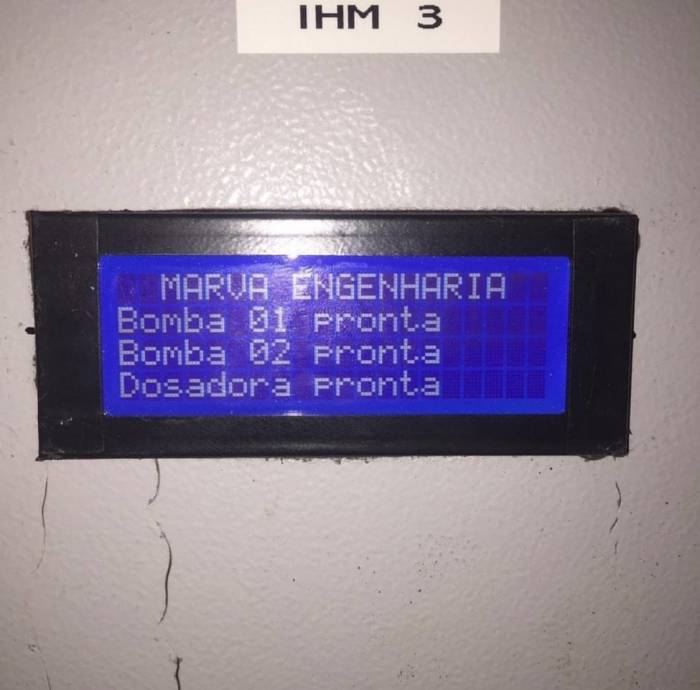 IHM 3
MARVA ENGENHARIA
Bomba 01 pronta
Bomba 02 pronta
Dosadora pronta